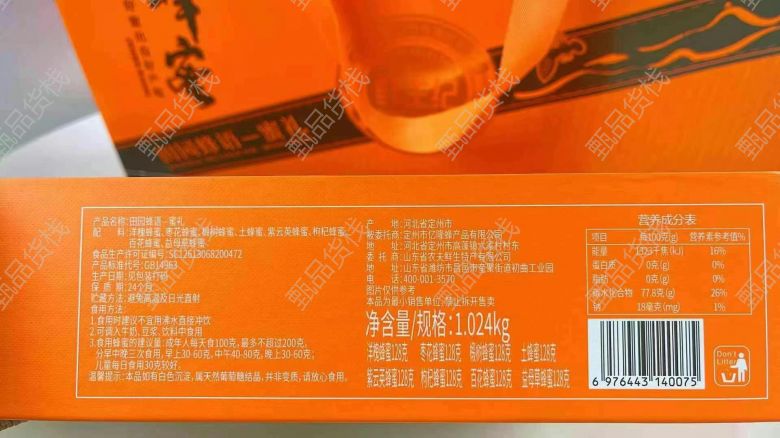 蜂蜜
产品名称:田园蜂语一蜜礼
配 料:洋槐蜂蜜、枣花蜂蜜、椴树蜂蜜、土蜂蜜、紫云英蜂蜜、枸杞蜂蜜、
百花蜂蜜、益母草蜂蜜
食品生产许可证编号:SC12613068200472
产品标准代号:GB14963
生产日期:见包装打码
保质期:24个月
贮藏方法:避免高温及日光直射
食用方法:
1.食用时建议不宜用沸水直接冲饮
2.可调入牛奶、豆浆、饮料中食用
3.食用蜂蜜的建议量:成年人每天食100克,最多不超过200克;
分早中晚三次食用,早上30-60克,中午40-80克,晚上30-60克;
儿童每日食用30克较好。
温馨提示:本品如有白色沉淀,属天然葡萄糖结晶,并非变质,请放心食用。
产 地:河北省定州市
被委托商:定州市亿隆蜂产品有限公司
地 址:河北省定州市高蓬镇
委 托 商:山东省农夫鲜生特产有限公司
地 址:山东省潍坊市昌邑
电 话:400-001-3570
图片仅供参考
本品为最小销售单位,禁止拆开售卖
净含量/规格:1.024kg
洋槐蜂蜜128克 枣花蜂蜜128克 椴树蜂蜜128克 土蜂蜜128克
紫云英蜂蜜128克 枸杞蜂蜜128克 百花蜂蜜128克 益母草蜂蜜128克
营养成分表
项目 每100克(g) 营养素参考值%
能量 1323千焦(kJ) 16%
蛋白质 0克(g) 0%
脂肪 0克(g) 0%
碳水化合物 77.8克(g) 26%
钠 18毫克(mg) 1%
6 976443 140075
Don't
Litter
甄品货栈